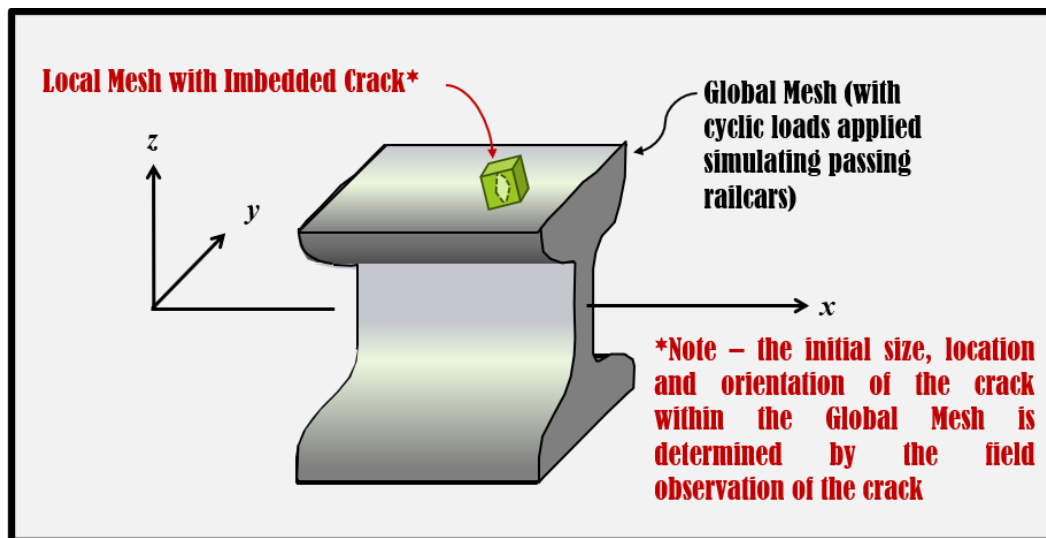 Local Mesh with Imbedded Crack*
Global Mesh (with
cyclic loads applied
simulating passing
railcars)
z
y
x
*Note – the initial size, location
and orientation of the crack
within the Global Mesh is
determined by the field
observation of the crack